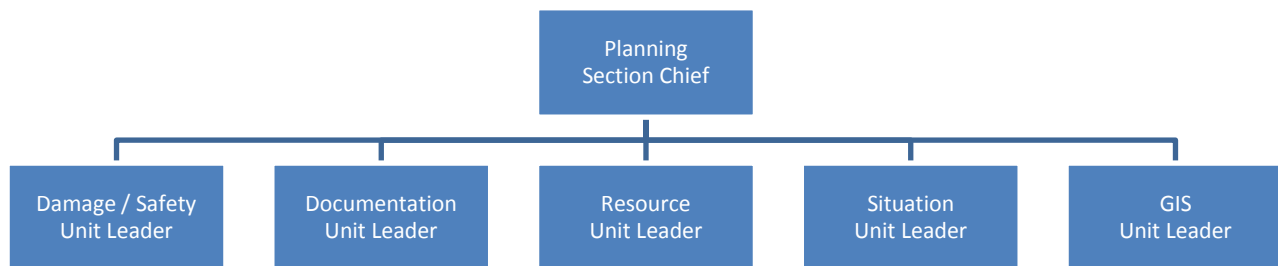 Planning
Section Chief
Damage / Safety
Unit Leader
Documentation
Unit Leader
Resource
Unit Leader
Situation
Unit Leader
GIS
Unit Leader